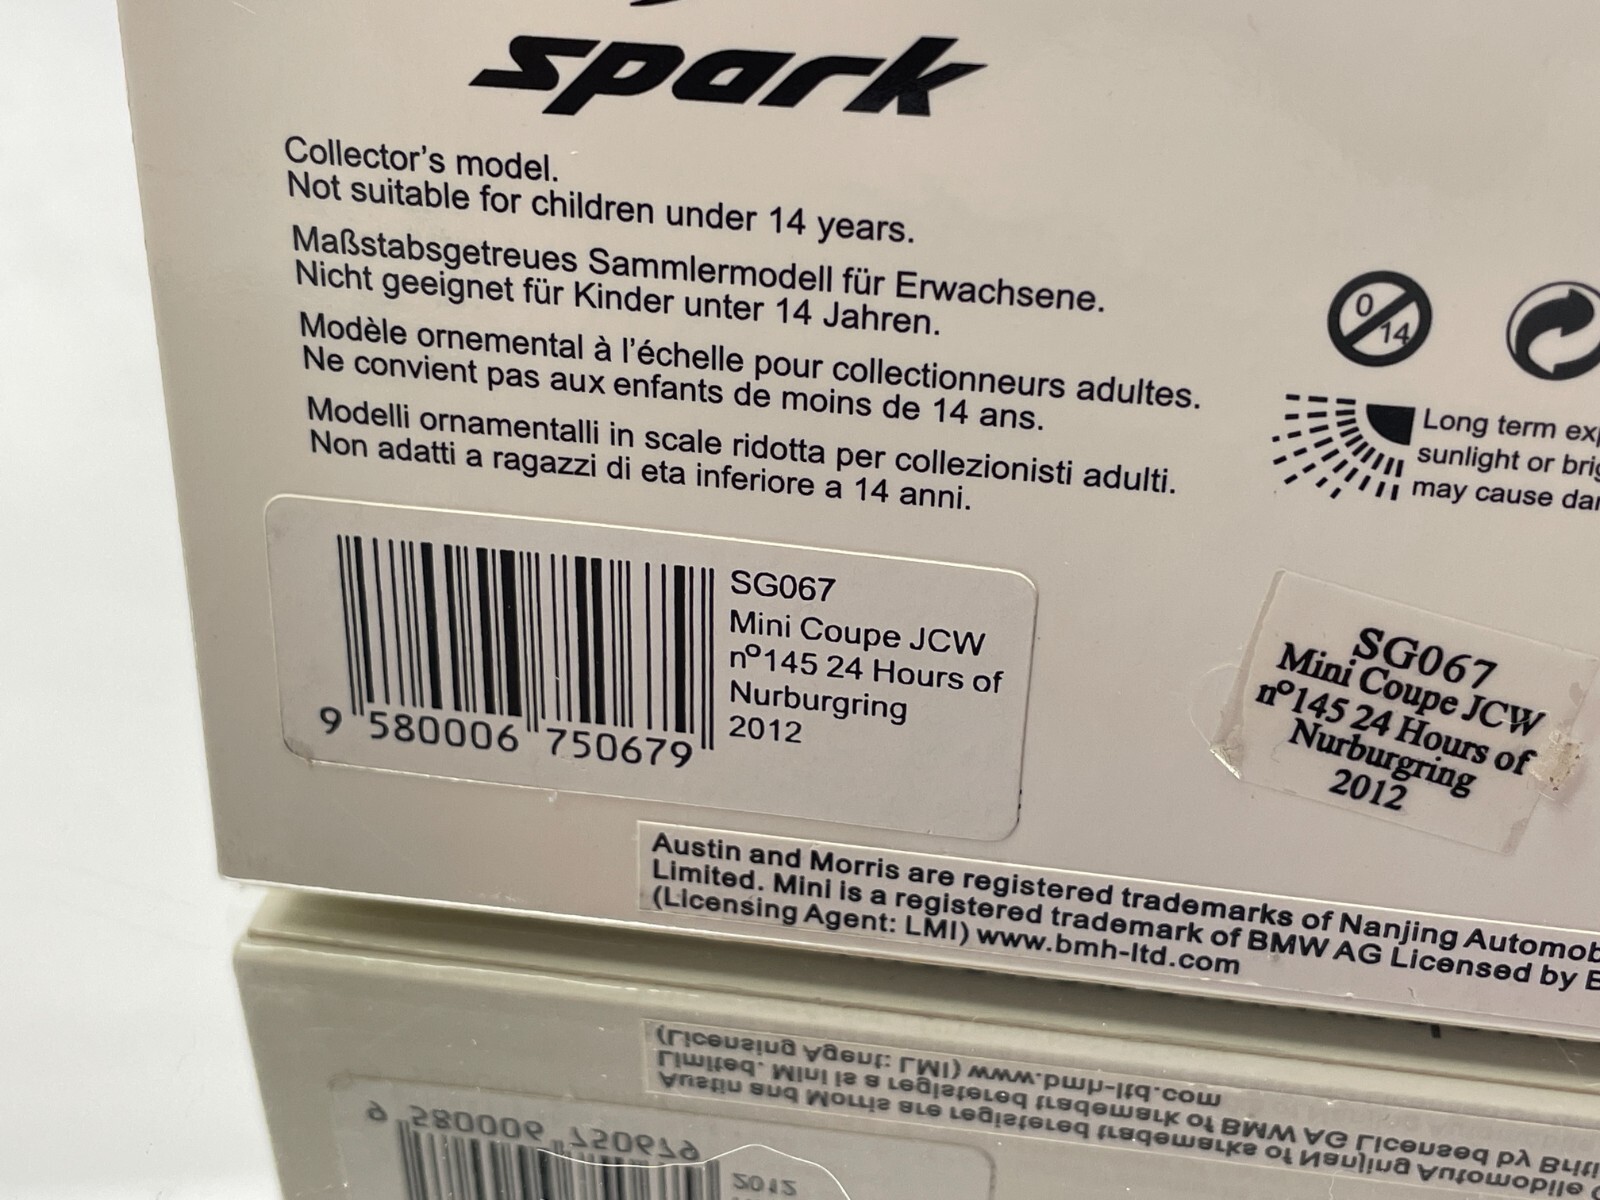 spark
Collector's model.
Not suitable for children under 14 years.
Maßstabsgetreues Sammlermodell für Erwachsene.
Nicht geeignet für Kinder unter 14 Jahren.
Modèle ornemental à l'échelle pour collectionneurs adultes.
Ne convient pas aux enfants de moins de 14 ans.
Modelli ornamentalli in scale ridotta per collezionisti adulti.
Non adatti a ragazzi di eta inferiore a 14 anni.
0
14
Long term
sunlight or
may cause
SG067
Mini Coupe JCW
nº145 24 Hours of
Nurburgring
2012
9 580006 750679
SG067
Mini Coupe JCW
nº145 24 Hours of
Nurburgring
2012
Austin and Morris are registered trademarks of Nanjing
Limited. Mini is a registered trademark of BMW AG Licensed by
(Licensing Agent: LMI) www.bmh-ltd.com